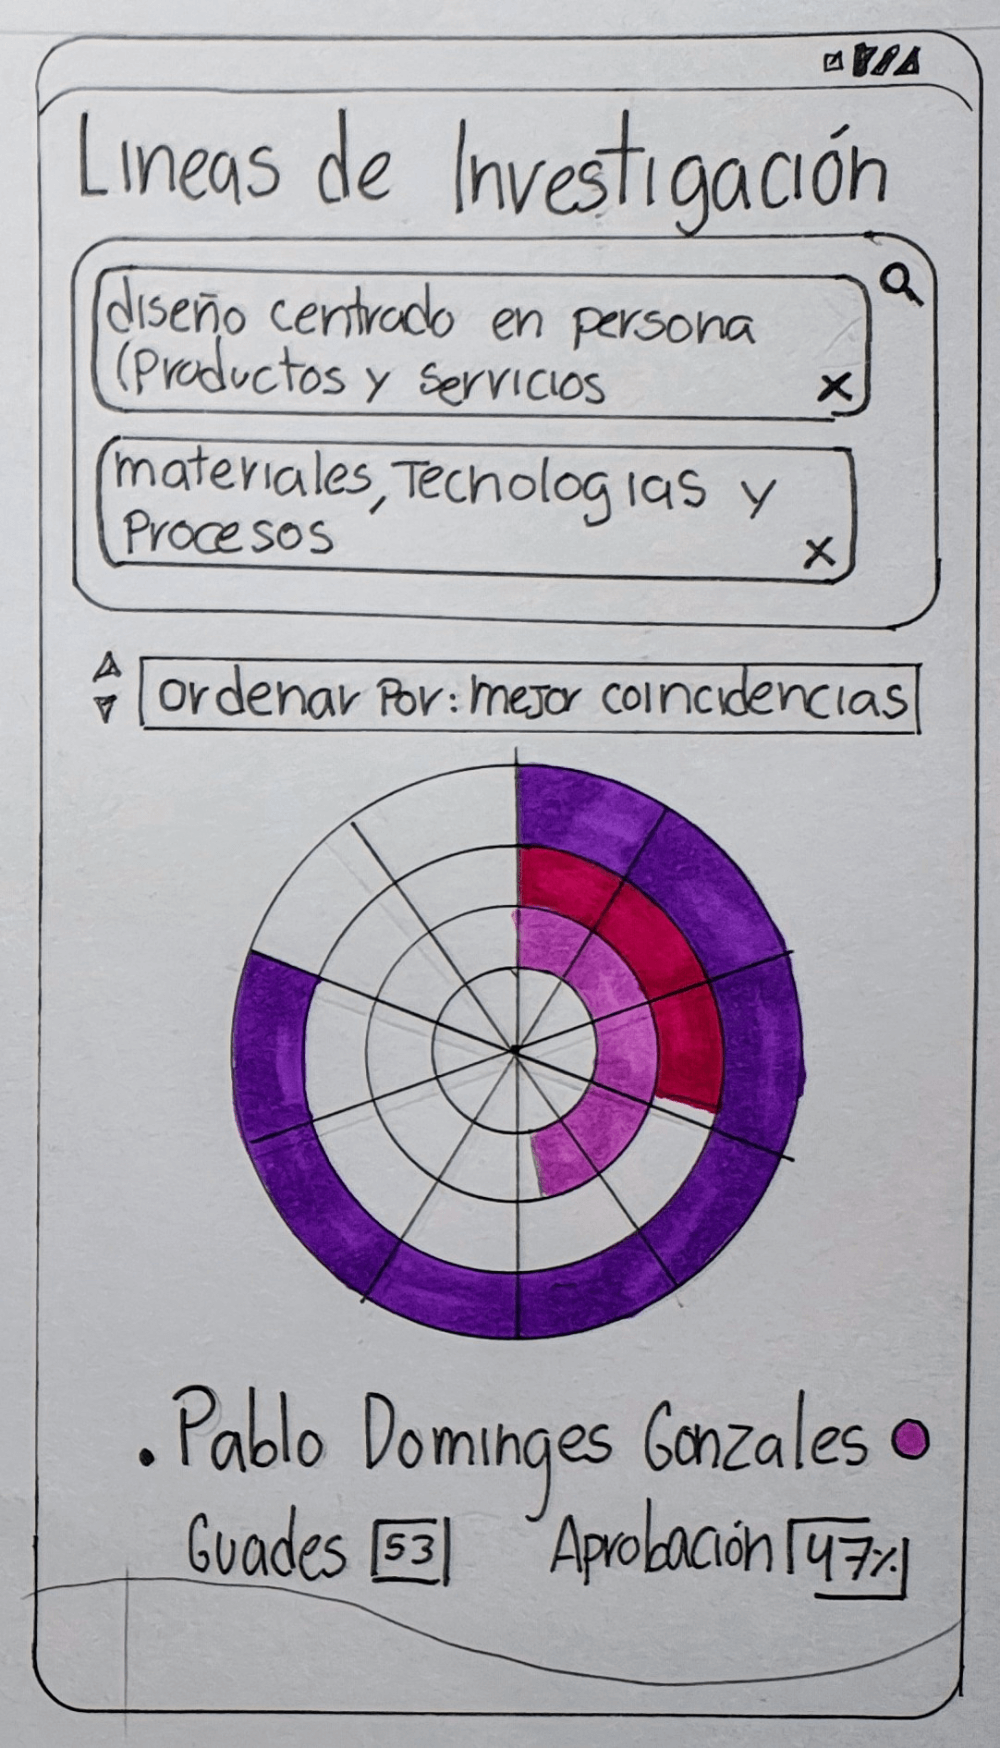 Lineas de Investigación
diseño centrado en persona
(Productos y servicios
x
materiales, Tecnologias y
Procesos
x
ordenar Por: mejor coincidencias
Pablo Dominges Gonzales
Guades 53 Aprobación 47%